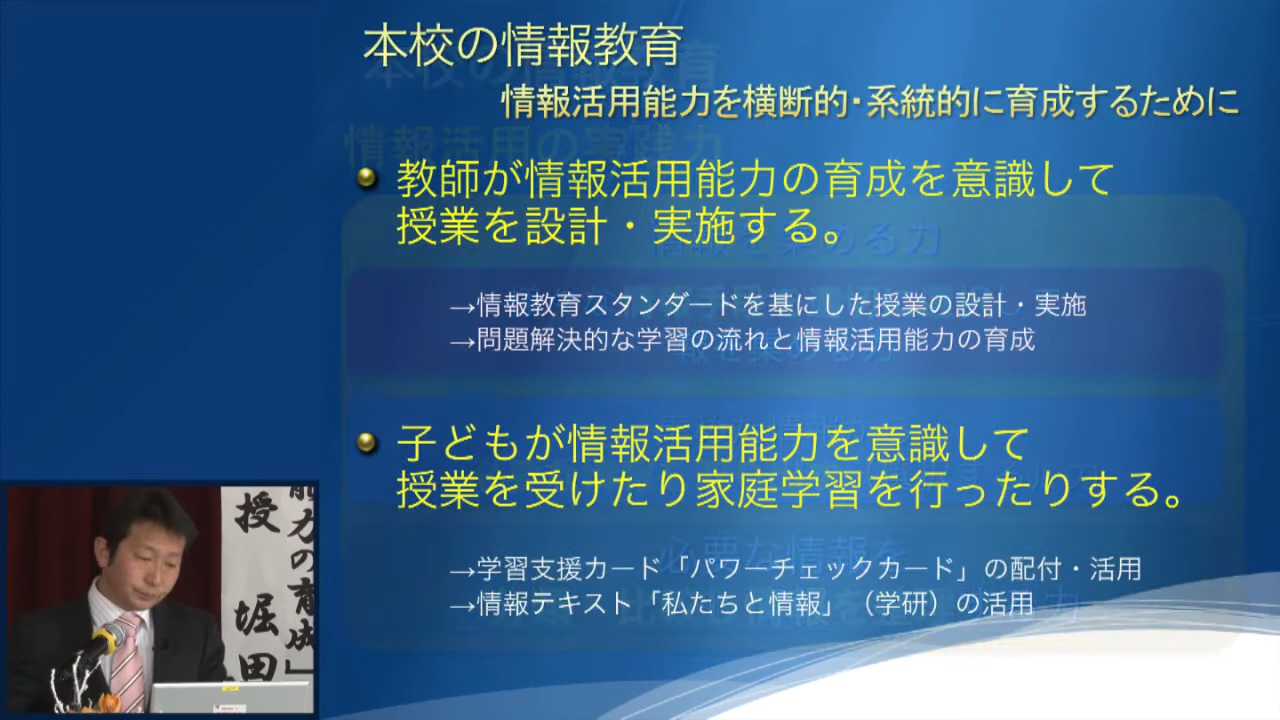 本校の情報教育
情報活用能力を横断的・系統的に育成するために
教師が情報活用能力の育成を意識して
授業を設計・実施する。
→情報教育スタンダードを基にした授業の設計・実施
→問題解決的な学習の流れと情報活用能力の育成
子どもが情報活用能力を意識して
授業を受けたり家庭学習を行ったりする。
→学習支援カード「パワーチェックカード」の配付・活用
→情報テキスト「私たちと情報」（学研）の活用
能力の育成」
授 堀田